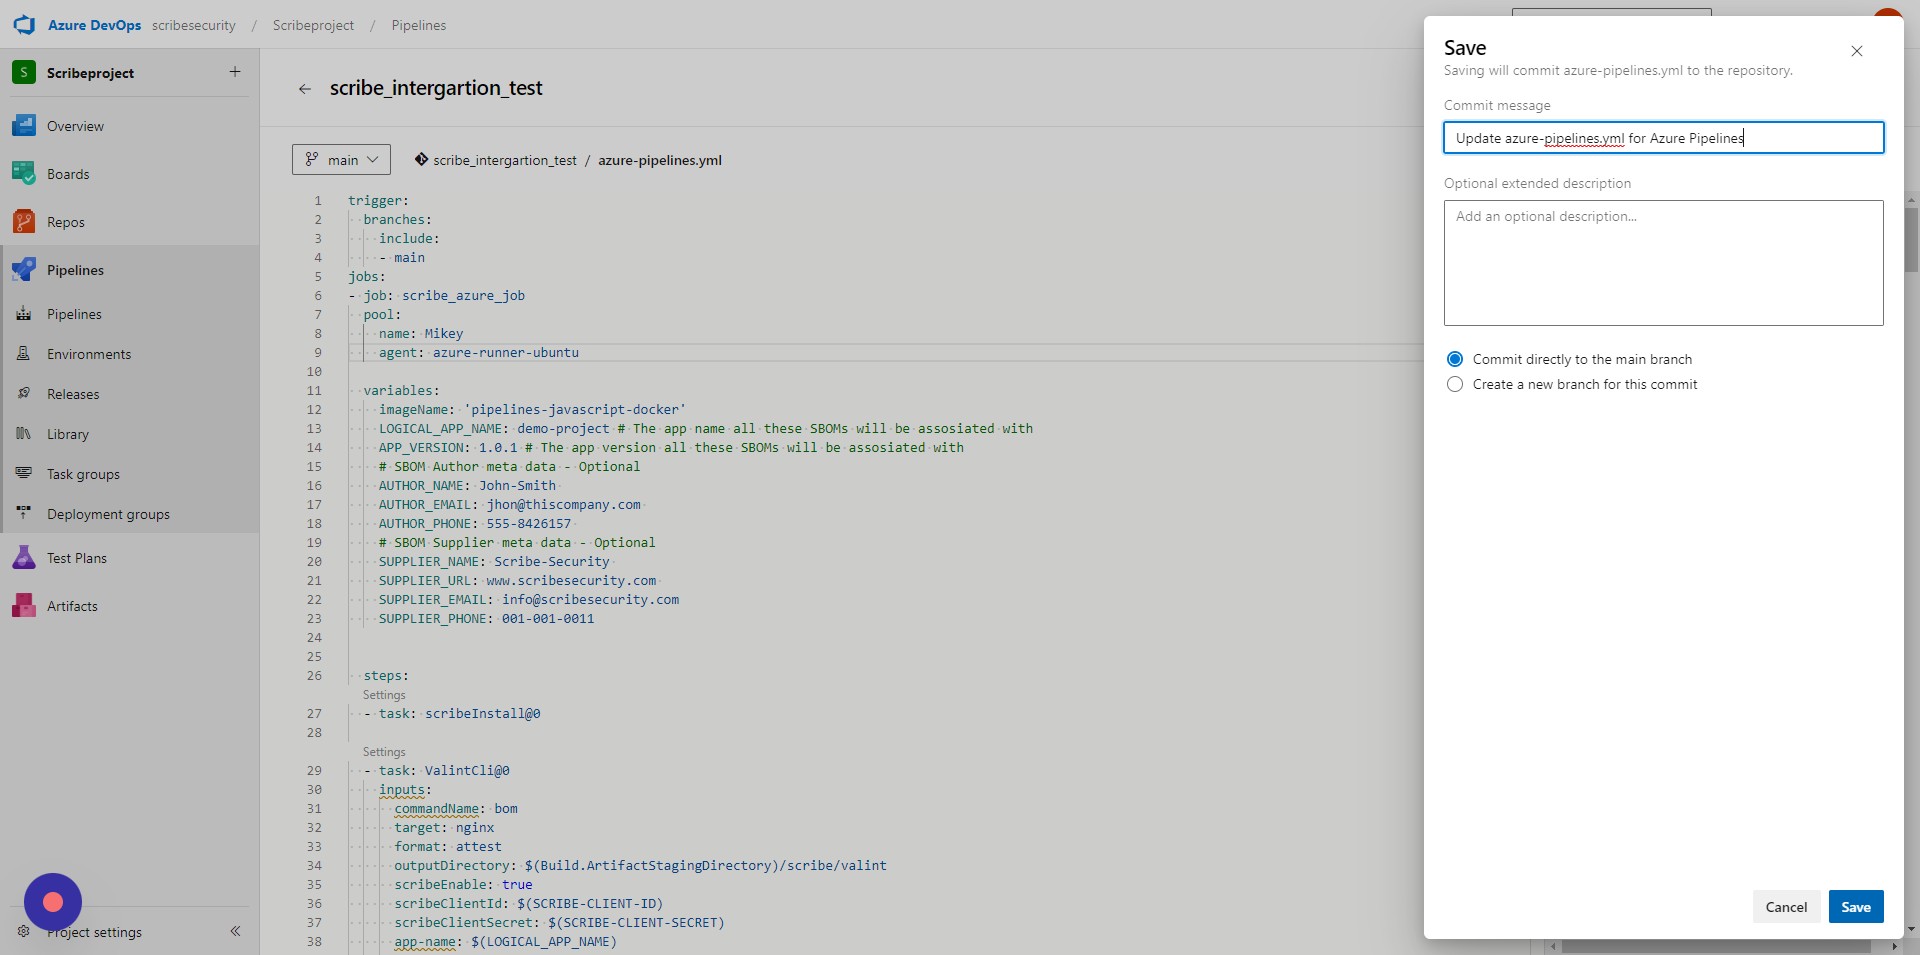 Azure DevOps scribesecurity / Scribeproject / Pipelines
S Scribeproject +
Overview
Boards
Repos
Pipelines
Pipelines
Environments
Releases
Library
Task groups
Deployment groups
Test Plans
Artifacts
Project settings
scribe_intergartion_test
main
scribe_intergartion_test / azure-pipelines.yml
1 trigger:
2 branches:
3 include:
4 - main
5 jobs:
6 - job: scribe_azure_job
7 pool:
8 name: Mikey
9 agent: azure-runner-ubuntu
10
11 variables:
12 imageName: 'pipelines-javascript-docker'
13 LOGICAL_APP_NAME: demo-project # The app name all these SBOMs will be assosiated with
14 APP_VERSION: 1.0.1 # The app version all these SBOMs will be assosiated with
15 # SBOM Author meta data - Optional
16 AUTHOR_NAME: John-Smith
17 AUTHOR_EMAIL: jhon@thiscompany.com
18 AUTHOR_PHONE: 555-8426157
19 # SBOM Supplier meta data - Optional
20 SUPPLIER_NAME: Scribe-Security
21 SUPPLIER_URL: www.scribesecurity.com
22 SUPPLIER_EMAIL: info@scribesecurity.com
23 SUPPLIER_PHONE: 001-001-0011
24
25
26 steps:
Settings
27 - task: scribeInstall@0
28
Settings
29 - task: ValintCli@0
30 inputs:
31 commandName: bom
32 target: nginx
33 format: attest
34 outputDirectory: $(Build.ArtifactStagingDirectory)/scribe/valint
35 scribeEnable: true
36 scribeClientId: $(SCRIBE-CLIENT-ID)
37 scribeClientSecret: $(SCRIBE-CLIENT-SECRET)
38 app-name: $(LOGICAL_APP_NAME)
Save
Saving will commit azure-pipelines.yml to the repository.
Commit message
Update azure-pipelines.yml for Azure Pipelines
Optional extended description
Add an optional description...
Commit directly to the main branch
Create a new branch for this commit
Cancel
Save